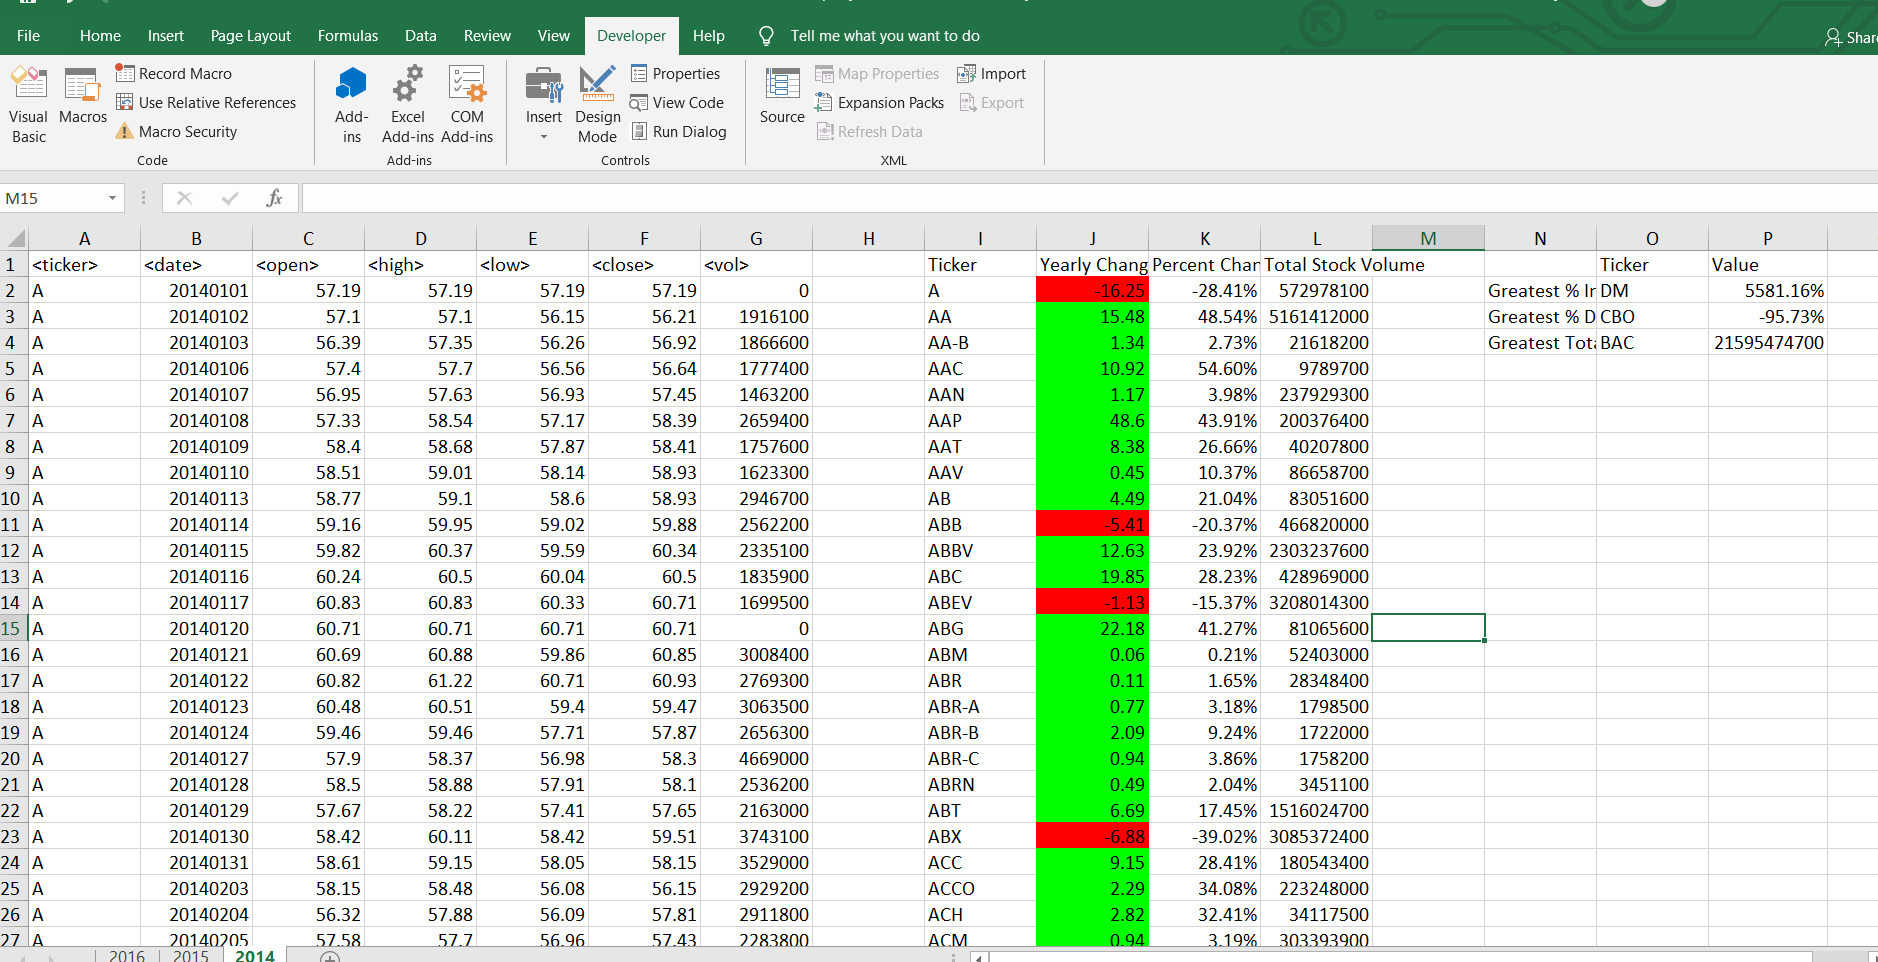 File Home Insert Page Layout Formulas Data Review View Developer Help Tell me what you want to do
Visual Basic
Macros
Record Macro
Use Relative References
Macro Security
Code
Add-ins
Excel Add-ins
COM Add-ins
Add-ins
Insert
Design Mode
Properties
View Code
Run Dialog
Controls
Source
Map Properties
Expansion Packs
Refresh Data
Import
Export
XML
M15 fx
A B C D E F G H I J K L M N O P
1 <ticker> <date> <open> <high> <low> <close> <vol> Ticker Yearly Chang Percent Char Total Stock Volume Ticker Value
2 A 20140101 57.19 57.19 57.19 57.19 0 A -16.25 -28.41% 572978100 Greatest % Ir DM 5581.16%
3 A 20140102 57.1 57.1 56.15 56.21 1916100 AA 15.48 48.54% 5161412000 Greatest % D CBO -95.73%
4 A 20140103 56.39 57.35 56.26 56.92 1866600 AA-B 1.34 2.73% 21618200 Greatest Tota BAC 21595474700
5 A 20140106 57.4 57.7 56.56 56.64 1777400 AAC 10.92 54.60% 9789700
6 A 20140107 56.95 57.63 56.93 57.45 1463200 AAN 1.17 3.98% 237929300
7 A 20140108 57.33 58.54 57.17 58.39 2659400 AAP 48.6 43.91% 200376400
8 A 20140109 58.4 58.68 57.87 58.41 1757600 AAT 8.38 26.66% 40207800
9 A 20140110 58.51 59.01 58.14 58.93 1623300 AAV 0.45 10.37% 86658700
10 A 20140113 58.77 59.1 58.6 58.93 2946700 AB 4.49 21.04% 83051600
11 A 20140114 59.16 59.95 59.02 59.88 2562200 ABB -5.41 -20.37% 466820000
12 A 20140115 59.82 60.37 59.59 60.34 2335100 ABBV 12.63 23.92% 2303237600
13 A 20140116 60.24 60.5 60.04 60.5 1835900 ABC 19.85 28.23% 428969000
14 A 20140117 60.83 60.83 60.33 60.71 1699500 ABEV -1.13 -15.37% 3208014300
15 A 20140120 60.71 60.71 60.71 60.71 0 ABG 22.18 41.27% 81065600
16 A 20140121 60.69 60.88 59.86 60.85 3008400 ABM 0.06 0.21% 52403000
17 A 20140122 60.82 61.22 60.71 60.93 2769300 ABR 0.11 1.65% 28348400
18 A 20140123 60.48 60.51 59.4 59.47 3063500 ABR-A 0.77 3.18% 1798500
19 A 20140124 59.46 59.46 57.71 57.87 2656300 ABR-B 2.09 9.24% 1722000
20 A 20140127 57.9 58.37 56.98 58.3 4669000 ABR-C 0.94 3.86% 1758200
21 A 20140128 58.5 58.88 57.91 58.1 2536200 ABRN 0.49 2.04% 3451100
22 A 20140129 57.67 58.22 57.41 57.65 2163000 ABT 6.69 17.45% 1516024700
23 A 20140130 58.42 60.11 58.42 59.51 3743100 ABX -6.88 -39.02% 3085372400
24 A 20140131 58.61 59.15 58.05 58.15 3529000 ACC 9.15 28.41% 180543400
25 A 20140203 58.15 58.48 56.08 56.15 2929200 ACCO 2.29 34.08% 223248000
26 A 20140204 56.32 57.88 56.09 57.81 2911800 ACH 2.82 32.41% 34117500
27 A 20140205 57.58 57.7 56.96 57.43 2283800 ACM 0.94 3.19% 303393900
2016 2015 2014